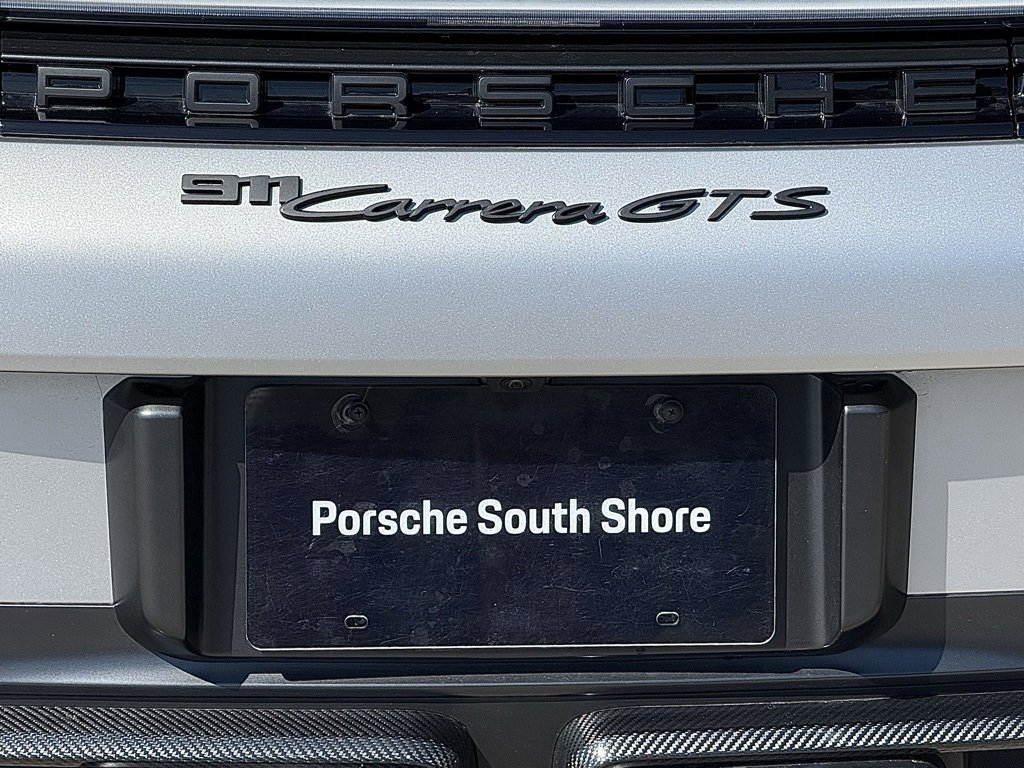 PORSCHE
911 Carrera GTS
Porsche South Shore